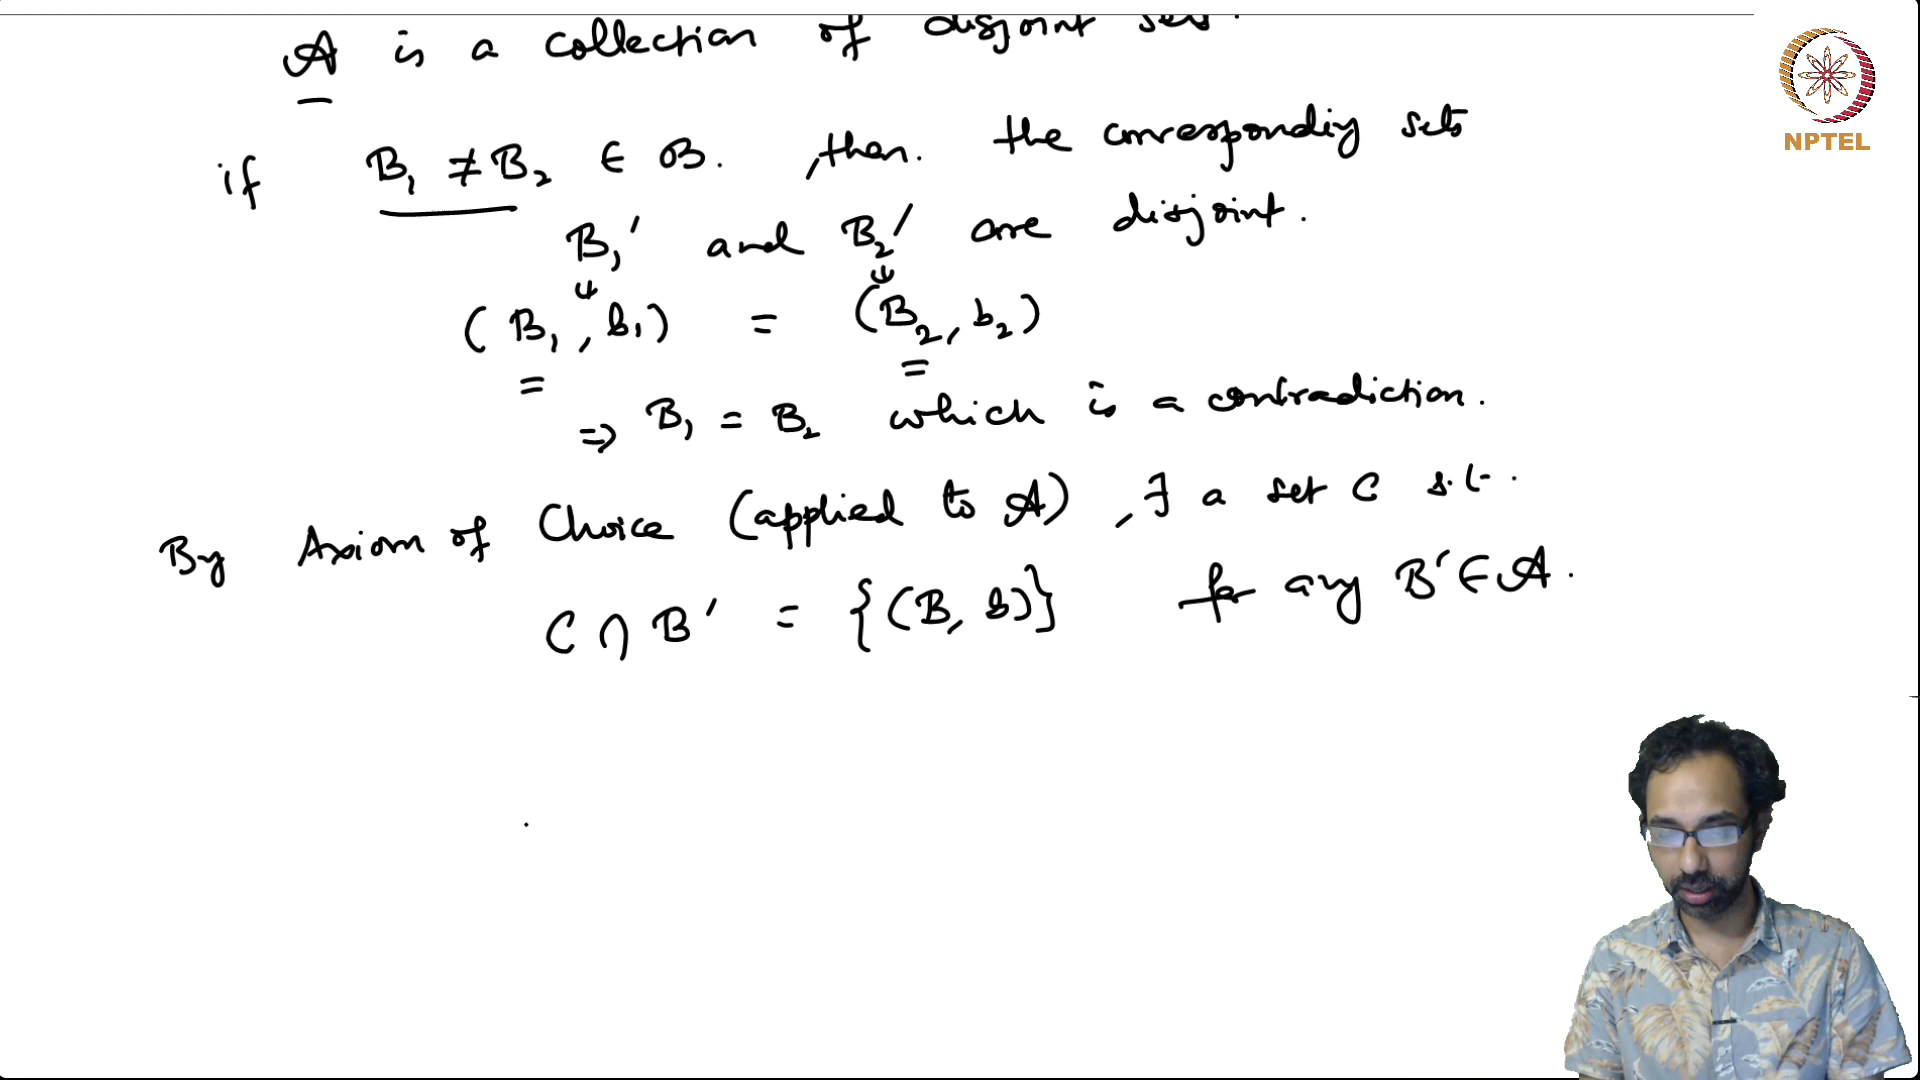 𝒜 is a collection of disjoint sets.
if B₁ ≠ B₂ ∈ ℬ. , then. the corresponding sets
B₁′ and B₂′ are disjoint.
(B₁, b₁) = (B₂, b₂)
⇒ B₁ = B₂ which is a contradiction.
By Axiom of Choice (applied to 𝒜), ∃ a set C s.t.
C ∩ B′ = {(B, b)} for any B′ ∈ 𝒜.
NPTEL